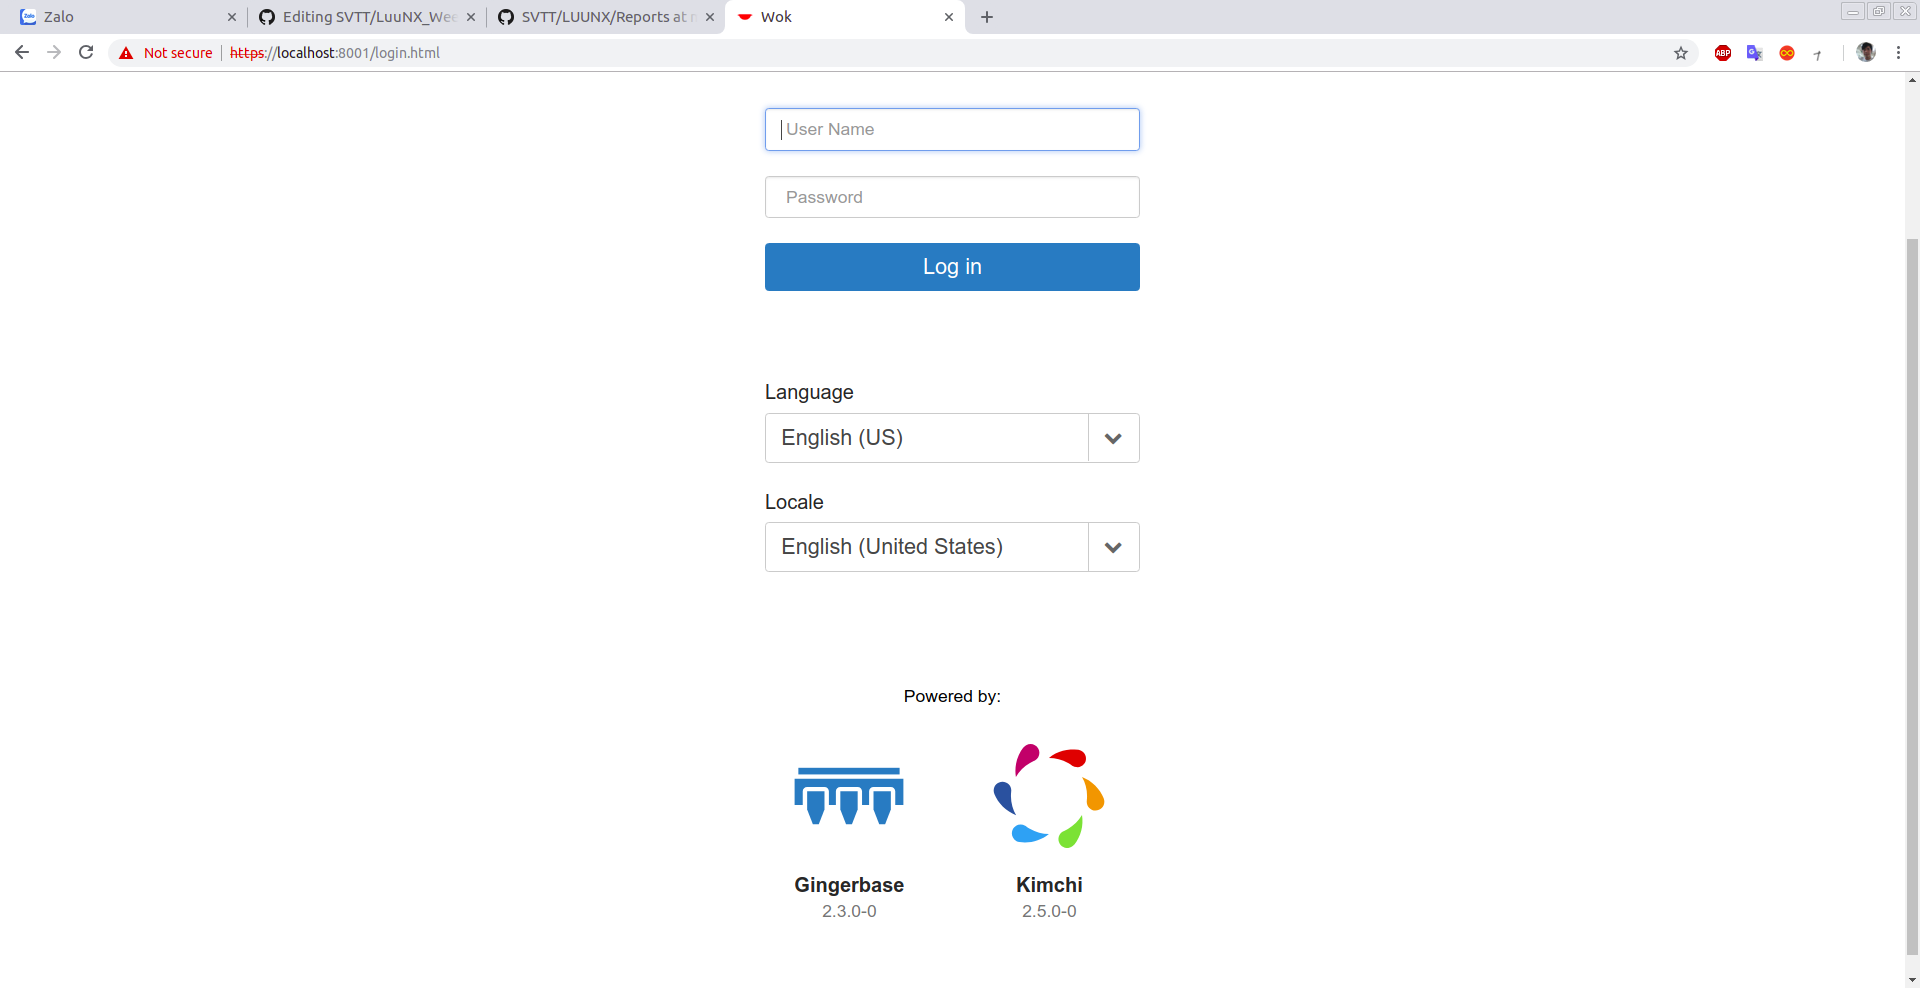 Zalo
Editing SVTT/LuuNX_Wee
SVTT/LUUNX/Reports at
Wok
Not secure
https://localhost:8001/login.html
ABP
User Name
Password
Log in
Language
English (US)
Locale
English (United States)
Powered by:
Gingerbase
2.3.0-0
Kimchi
2.5.0-0